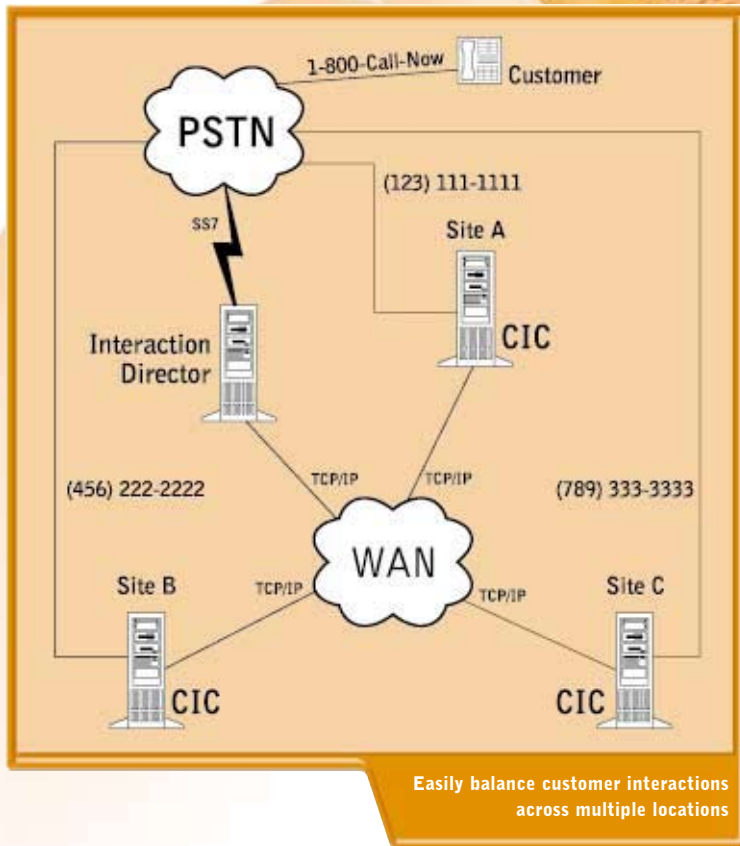 1-800-Call-Now
Customer
PSTN
(123) 111-1111
SS7
Site A
CIC
Interaction
Director
TCP/IP
TCP/IP
(456) 222-2222
(789) 333-3333
WAN
Site B
TCP/IP
TCP/IP
Site C
CIC
CIC
Easily balance customer interactions
across multiple locations